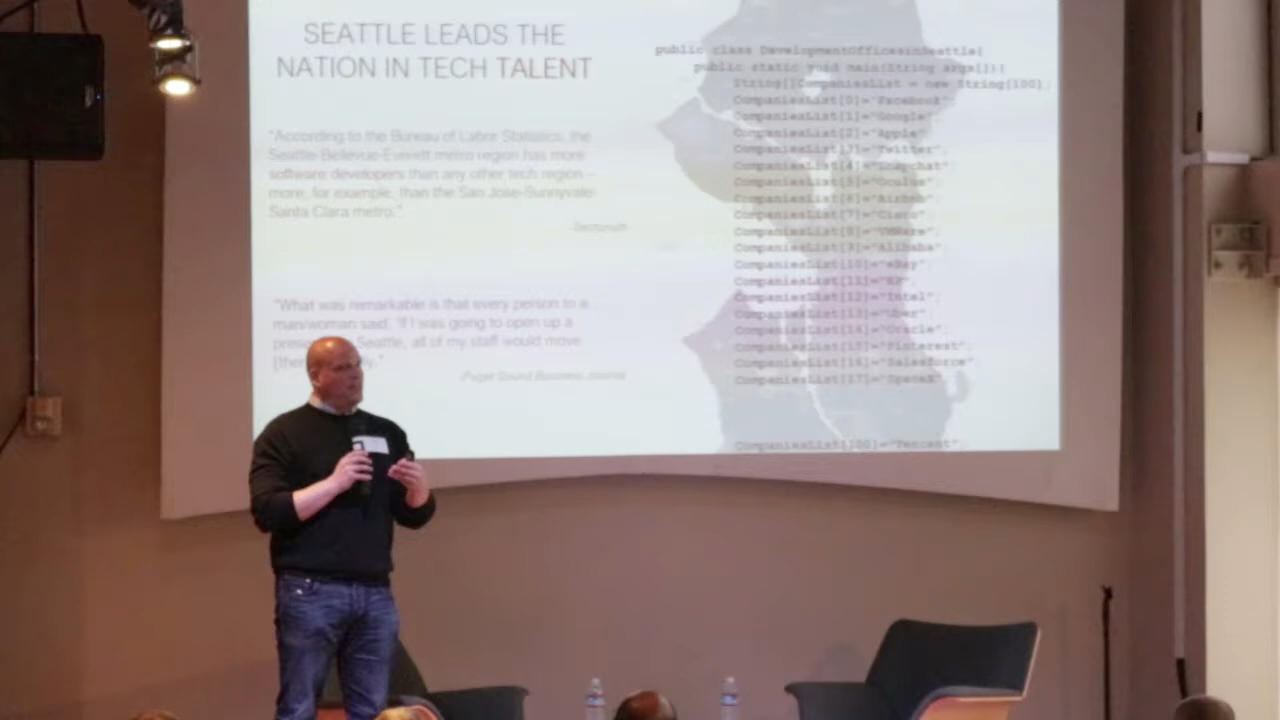 SEATTLE LEADS THE
NATION IN TECH TALENT
"According to the Bureau of Labor Statistics, the
Seattle-Bellevue-Everett metro region has more
software developers than any other tech region –
more, for example, than the San Jose-Sunnyvale-
Santa Clara metro."
"What was remarkable is that every person to a
man/woman said, 'If I was going to open up a
Seattle, all of my staff would move
(Puget Sound Business Journal
public class DevelopmentOfficesinSeattle{
public static void main(String args[]){
String[]CompaniesList = new String[100];
CompaniesList[0]="Facebook";
CompaniesList[1]="Google";
CompaniesList[2]="Apple";
CompaniesList[3]="Twitter";
CompaniesList[4]="Snapchat";
CompaniesList[5]="Oculus";
CompaniesList[6]="Airbnb";
CompaniesList[7]="Cisco";
CompaniesList[8]="VMWare";
CompaniesList[9]="Alibaba";
CompaniesList[10]="eBay";
CompaniesList[11]="HP";
CompaniesList[12]="Intel";
CompaniesList[13]="Uber";
CompaniesList[14]="Oracle";
CompaniesList[15]="Pinterest";
CompaniesList[16]="Salesforce";
CompaniesList[17]="SpaceX";
CompaniesList[100]="Tencent";